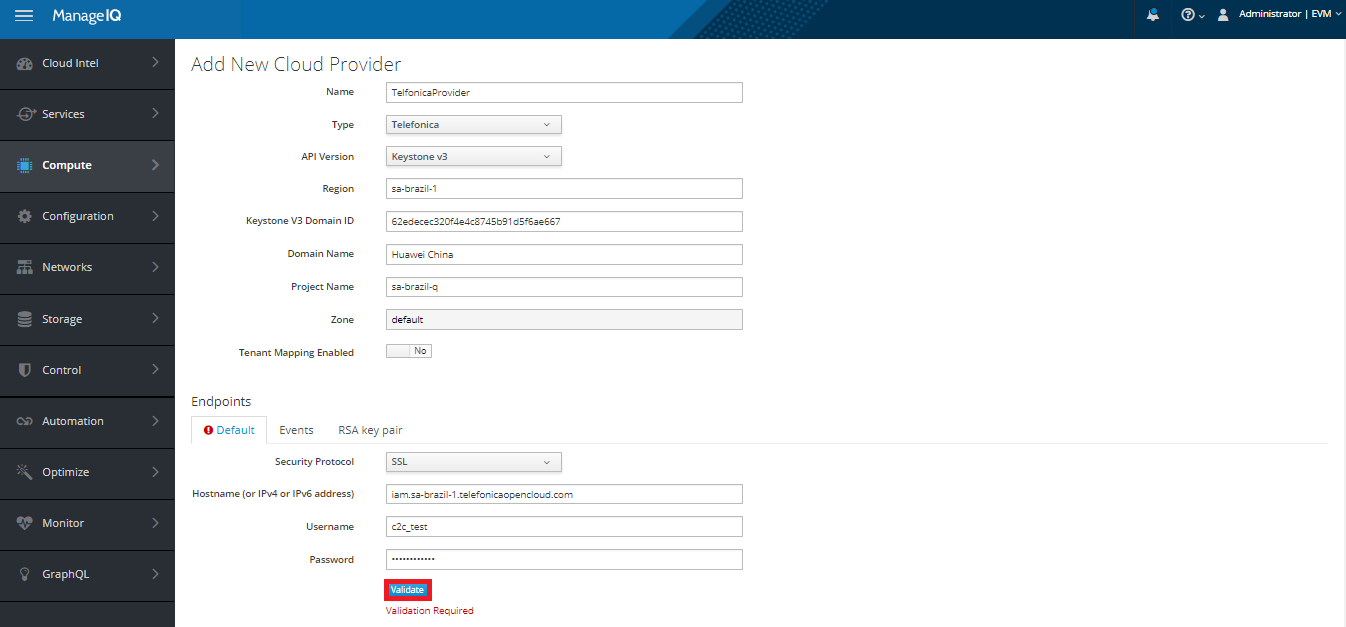 ManageIQ
Administrator | EVM
Cloud Intel
Services
Compute
Configuration
Networks
Storage
Control
Automation
Optimize
Monitor
GraphQL
Add New Cloud Provider
Name TelfonicaProvider
Type Telefonica
API Version Keystone v3
Region sa-brazil-1
Keystone V3 Domain ID 62edecec320f4e4c8745b91d5f6ae667
Domain Name Huawei China
Project Name sa-brazil-q
Zone default
Tenant Mapping Enabled No
Endpoints
Default Events RSA key pair
Security Protocol SSL
Hostname (or IPv4 or IPv6 address) iam.sa-brazil-1.telefonicaopencloud.com
Username c2c_test
Password ••••••••••••
Validate
Validation Required